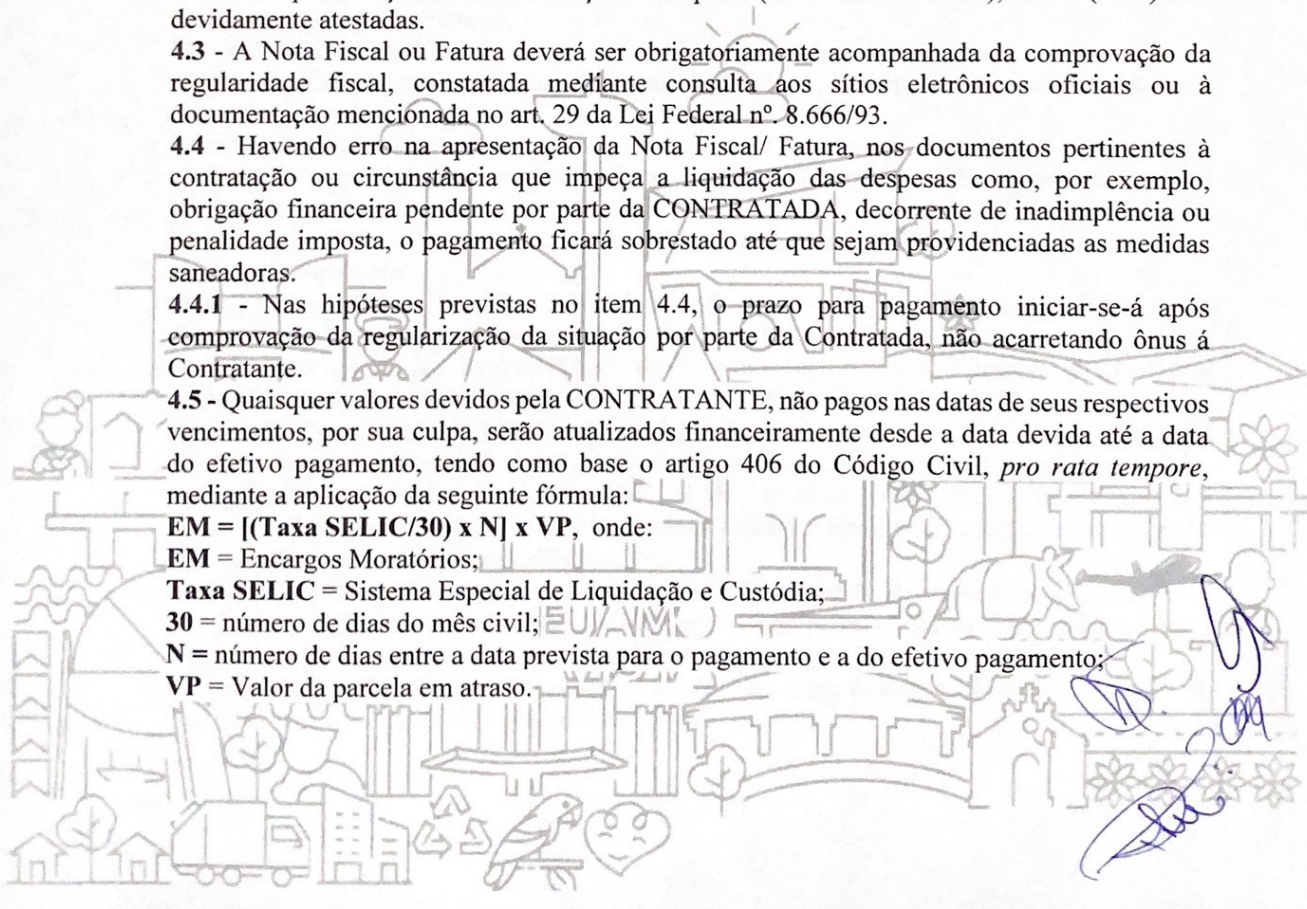 devidamente atestadas.
4.3 - A Nota Fiscal ou Fatura deverá ser obrigatoriamente acompanhada da comprovação da
regularidade fiscal, constatada mediante consulta aos sítios eletrônicos oficiais ou à
documentação mencionada no art. 29 da Lei Federal nº. 8.666/93.
4.4 - Havendo erro na apresentação da Nota Fiscal/ Fatura, nos documentos pertinentes à
contratação ou circunstância que impeça a liquidação das despesas como, por exemplo,
obrigação financeira pendente por parte da CONTRATADA, decorrente de inadimplência ou
penalidade imposta, o pagamento ficará sobrestado até que sejam providenciadas as medidas
saneadoras.
4.4.1 - Nas hipóteses previstas no item 4.4, o prazo para pagamento iniciar-se-á após
comprovação da regularização da situação por parte da Contratada, não acarretando ônus á
Contratante.
4.5 - Quaisquer valores devidos pela CONTRATANTE, não pagos nas datas de seus respectivos
vencimentos, por sua culpa, serão atualizados financeiramente desde a data devida até a data
do efetivo pagamento, tendo como base o artigo 406 do Código Civil, pro rata tempore,
mediante a aplicação da seguinte fórmula:
EM = [(Taxa SELIC/30) x N] x VP, onde:
EM = Encargos Moratórios;
Taxa SELIC = Sistema Especial de Liquidação e Custódia;
30 = número de dias do mês civil;
N = número de dias entre a data prevista para o pagamento e a do efetivo pagamento;
VP = Valor da parcela em atraso.